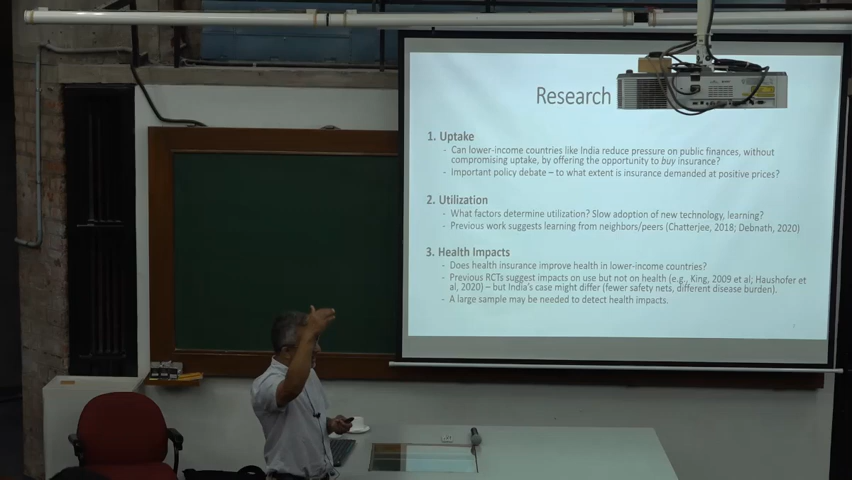 Research
1. Uptake
- Can lower-income countries like India reduce pressure on public finances, without
compromising uptake, by offering the opportunity to buy insurance?
- Important policy debate – to what extent is insurance demanded at positive prices?
2. Utilization
- What factors determine utilization? Slow adoption of new technology, learning?
- Previous work suggests learning from neighbors/peers (Chatterjee, 2018; Debnath, 2020)
3. Health Impacts
- Does health insurance improve health in lower-income countries?
- Previous RCTs suggest impacts on use but not on health (e.g., King, 2009 et al; Haushofer et
al, 2020) – but India's case might differ (fewer safety nets, different disease burden).
- A large sample may be needed to detect health impacts.